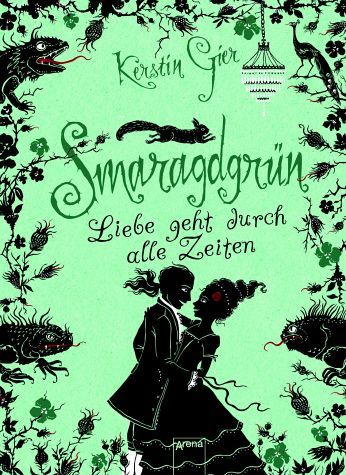 Kerstin Gier
Smaragdgrün
Liebe geht durch
alle Zeiten
Arena